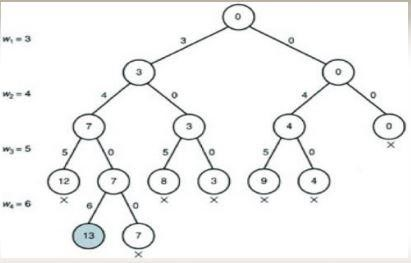 0
w₁ = 3
3 0
3 0
w₂ = 4
4 0 4 0
7 3 4 0
×
w₃ = 5
5 0 5 0 5 0
12 7 8 3 9 4
× × × × ×
w₄ = 6
6 0
13 7
×